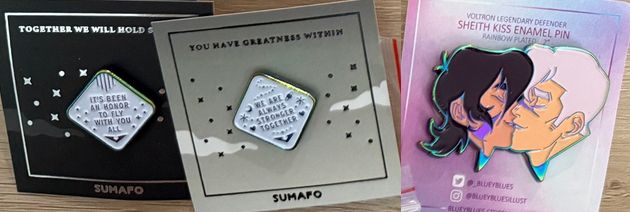 TOGETHER WE WILL HOLD
IT'S BEEN
AN HONOR
TO FLY
WITH YOU
ALL
SUMAFO
YOU HAVE GREATNESS WITHIN
WE ARE
ALWAYS
STRONGER
TOGETHER
SUMAFO
VOLTRON LEGENDARY DEFENDER
SHEITH KISS ENAMEL PIN
RAINBOW PLATED - 2"
@_BLUEYBLUES
@BLUEYBLUESILLUST